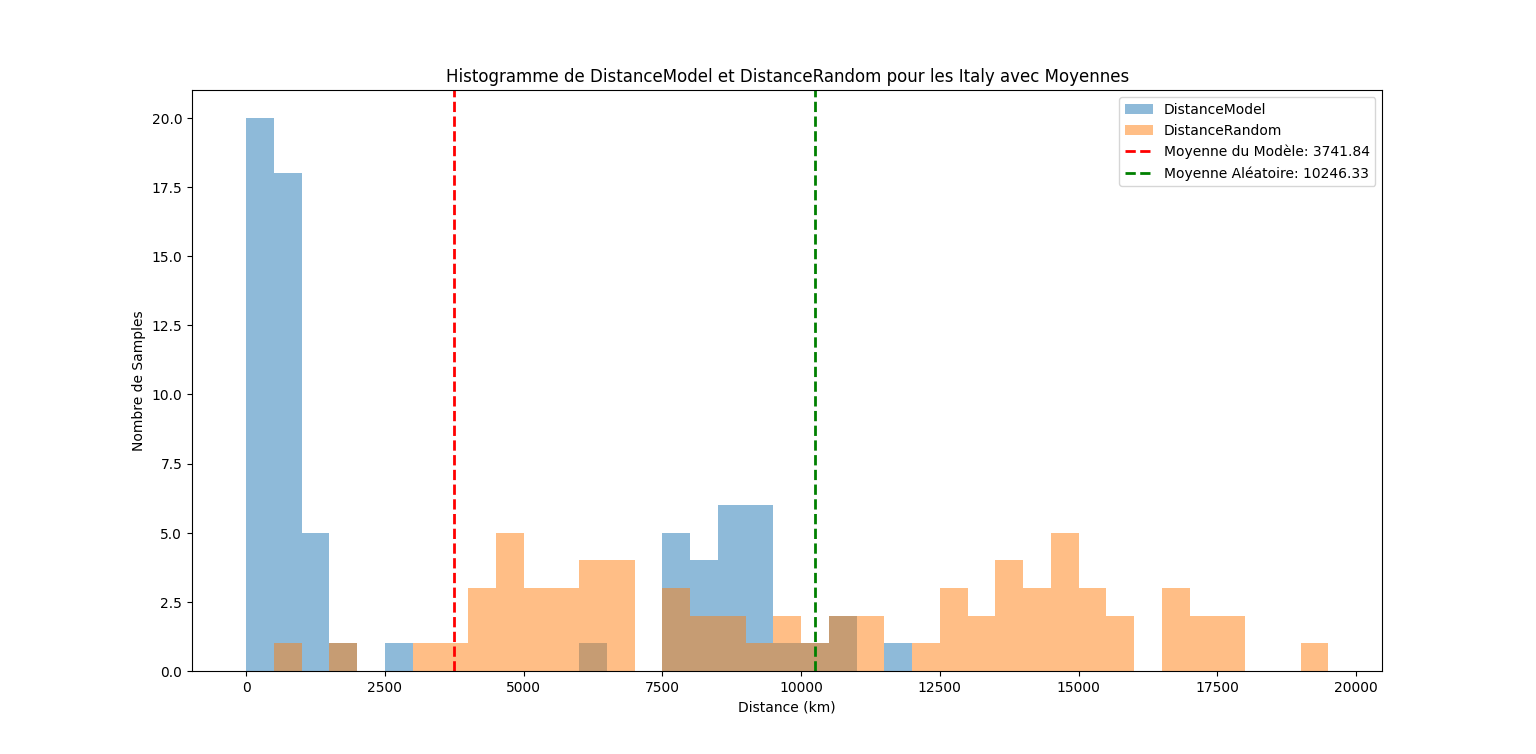 Histogramme de DistanceModel et DistanceRandom pour les Italy avec Moyennes
DistanceModel
DistanceRandom
Moyenne du Modèle: 3741.84
Moyenne Aléatoire: 10246.33
20.0
17.5
15.0
12.5
10.0
7.5
5.0
2.5
0.0
Nombre de Samples
0 2500 5000 7500 10000 12500 15000 17500 20000
Distance (km)